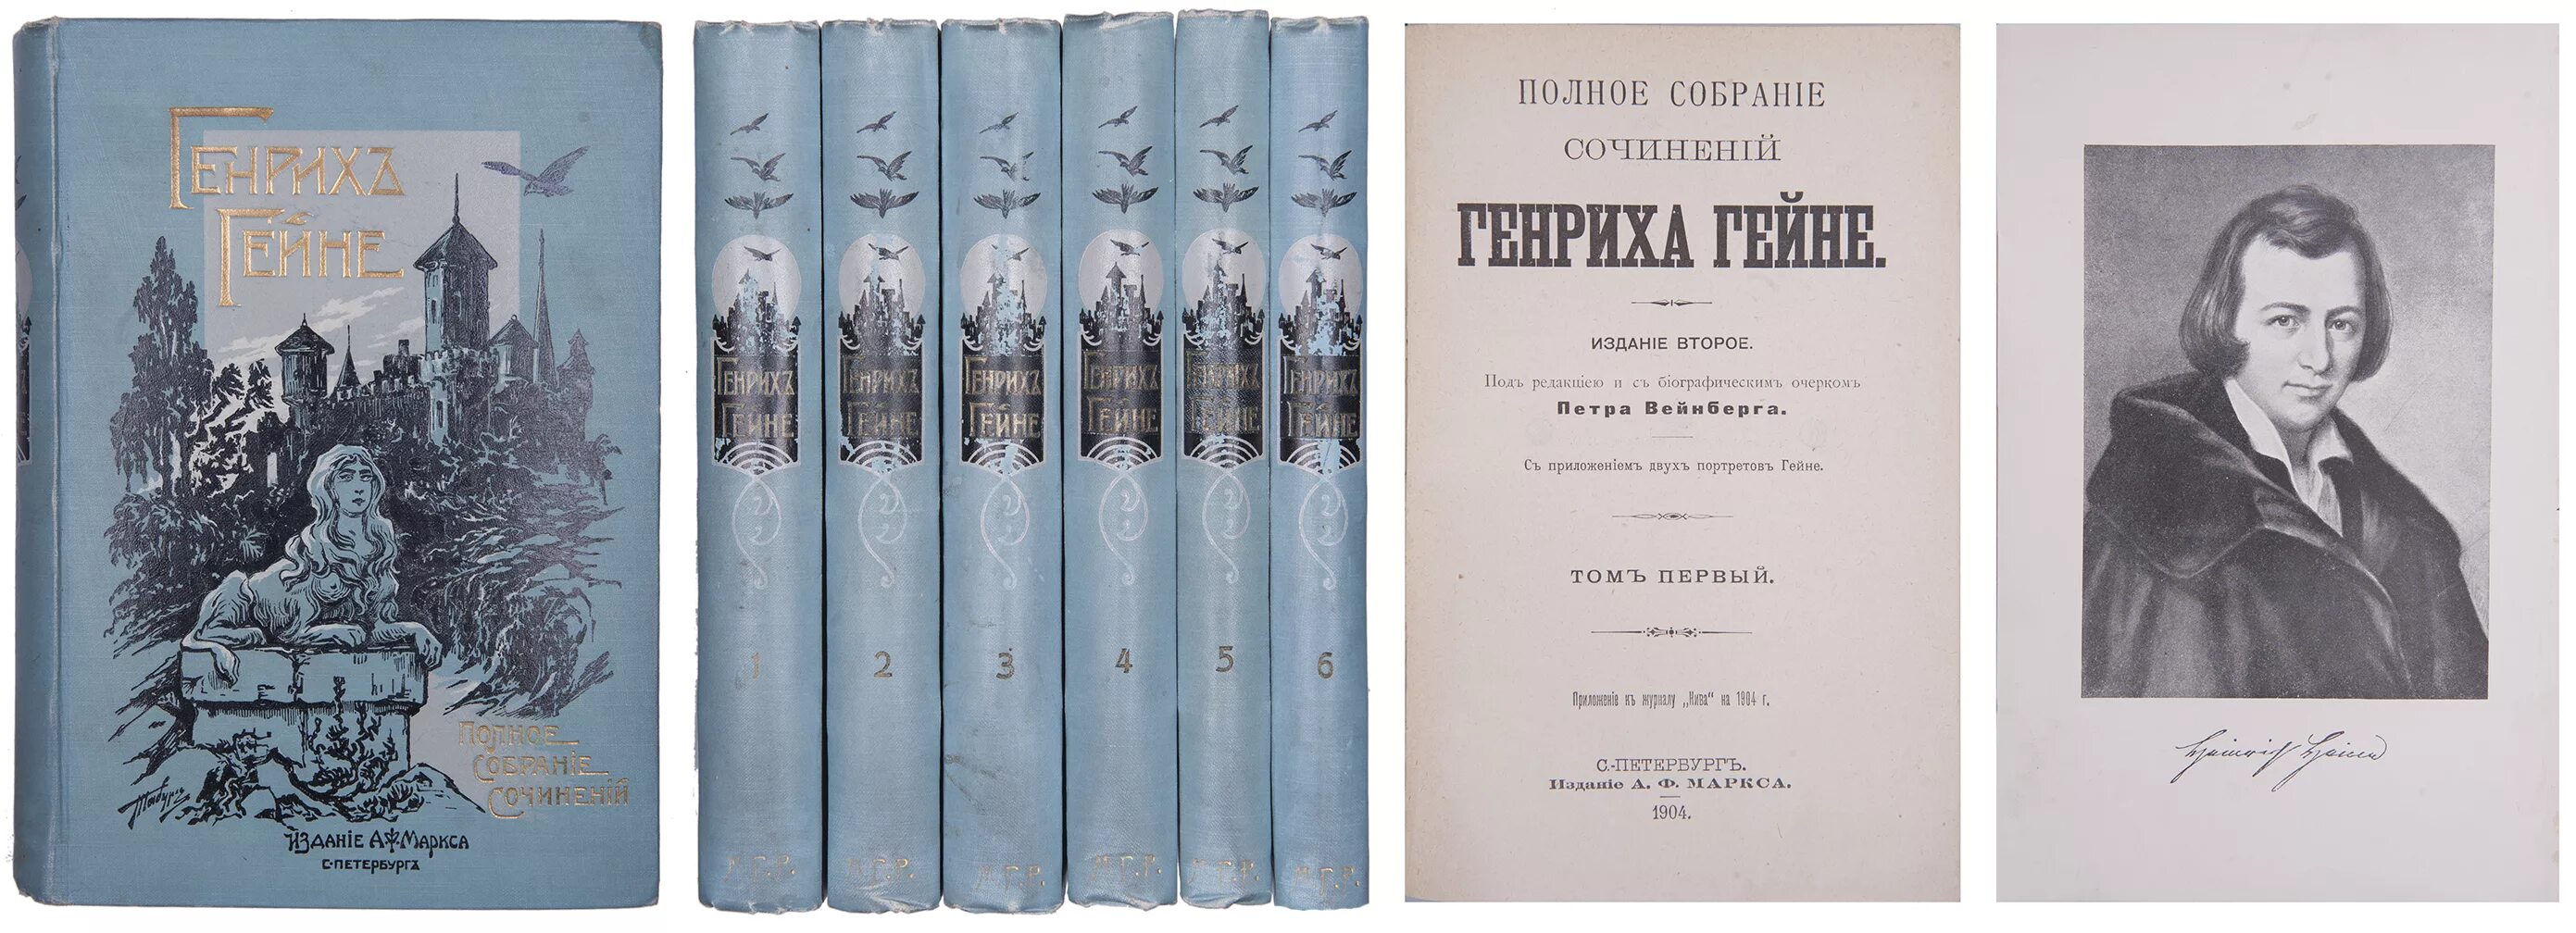 Генрихъ
Гейне
Полное
Собраніе
Сочиненій
Изданіе А.Ф. Маркса
С-Петербургъ
Генрихъ
Гейне
1
М.Г.Р.
Генрихъ
Гейне
2
М.Г.Р.
Генрихъ
Гейне
3
М.Г.Р.
Генрихъ
Гейне
4
М.Г.Р.
Генрихъ
Гейне
5
М.Г.Р.
Генрихъ
Гейне
6
М.Г.Р.
ПОЛНОЕ СОБРАНІЕ
СОЧИНЕНІЙ
ГЕНРИХА ГЕЙНЕ.
ИЗДАНІЕ ВТОРОЕ.
Подъ редакціею и съ біографическимъ очеркомъ
Петра Вейнберга.
Съ приложеніемъ двухъ портретовъ Гейне.
ТОМЪ ПЕРВЫЙ.
Приложеніе къ журналу „Нива“ на 1904 г.
С.-ПЕТЕРБУРГЪ.
Изданіе А. Ф. МАРКСА.
1904.
Heinrich Heine